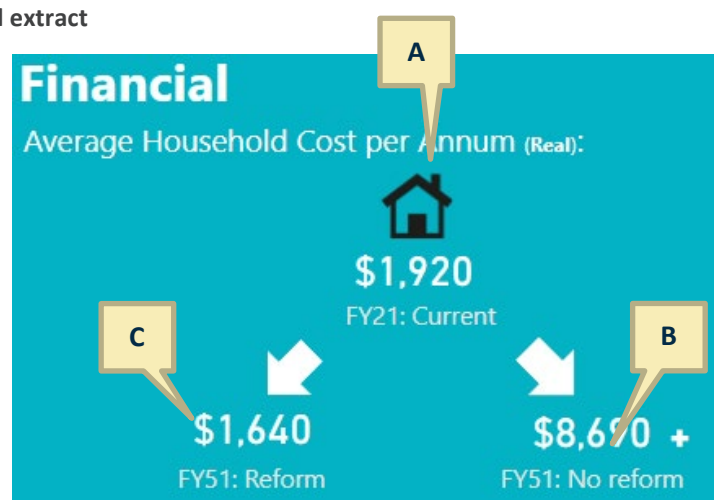 l extract
A
Financial
Average Household Cost per Annum (Real):
$1,920
FY21: Current
C
B
$1,640
$8,690 +
FY51: Reform
FY51: No reform